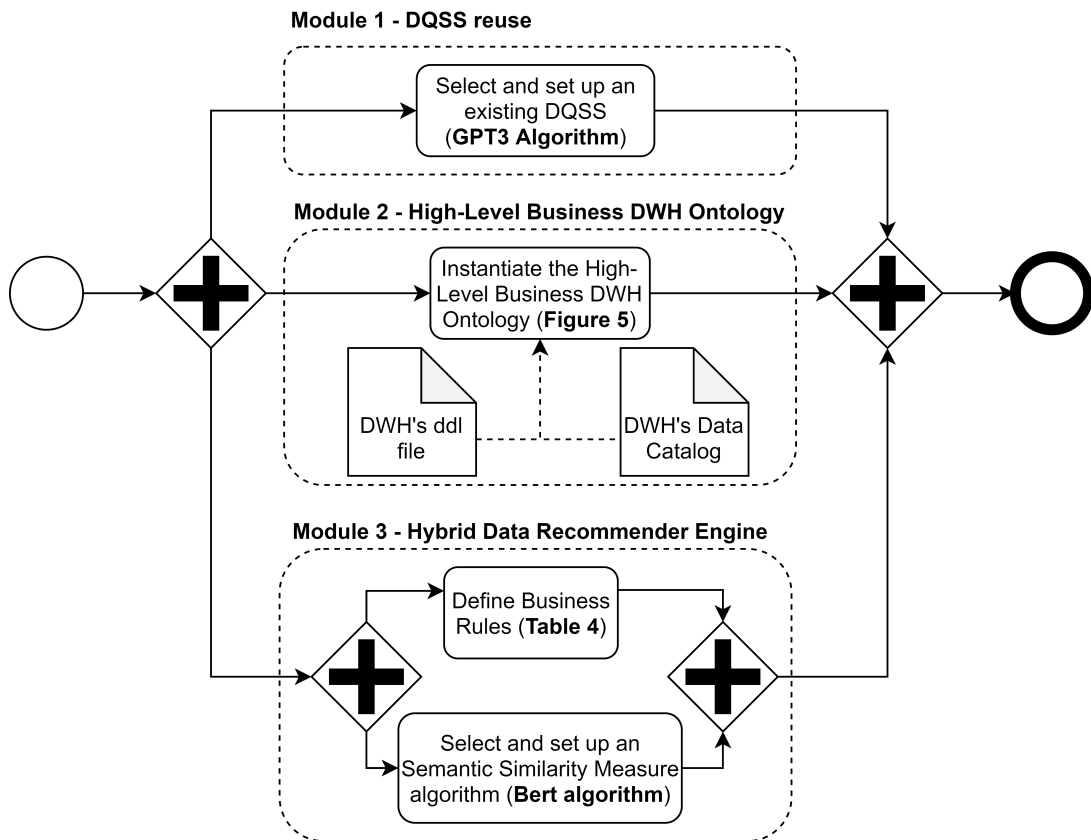 Module 1 - DQSS reuse
Select and set up an
existing DQSS
(GPT3 Algorithm)
Module 2 - High-Level Business DWH Ontology
Instantiate the High-
Level Business DWH
Ontology (Figure 5)
DWH's ddl
file
DWH's Data
Catalog
Module 3 - Hybrid Data Recommender Engine
Define Business
Rules (Table 4)
Select and set up an
Semantic Similarity Measure
algorithm (Bert algorithm)